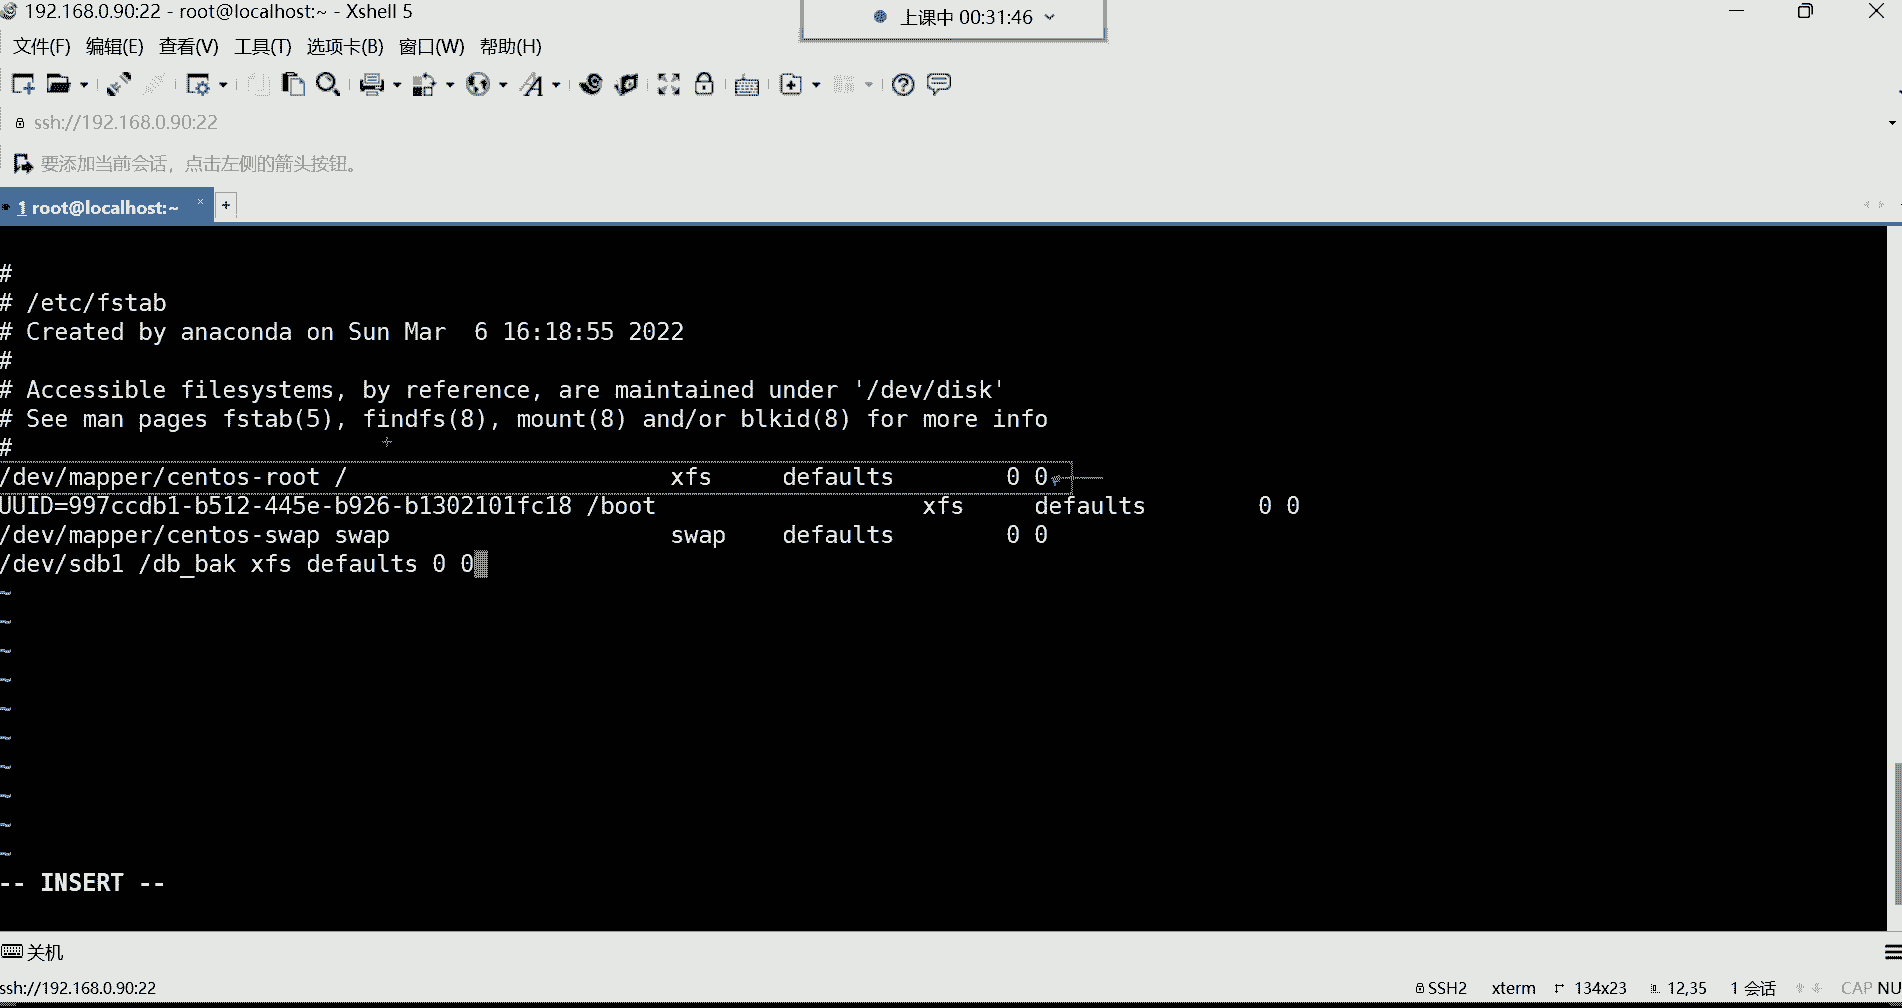 192.168.0.90:22 - root@localhost:~ - Xshell 5
上课中 00:31:46
文件(F) 编辑(E) 查看(V) 工具(T) 选项卡(B) 窗口(W) 帮助(H)
ssh://192.168.0.90:22
要添加当前会话，点击左侧的箭头按钮。
1 root@localhost:~ × +
#
# /etc/fstab
# Created by anaconda on Sun Mar  6 16:18:55 2022
#
# Accessible filesystems, by reference, are maintained under '/dev/disk'
# See man pages fstab(5), findfs(8), mount(8) and/or blkid(8) for more info
#
/dev/mapper/centos-root /                       xfs     defaults        0 0
UUID=997ccdb1-b512-445e-b926-b1302101fc18 /boot                   xfs     defaults        0 0
/dev/mapper/centos-swap swap                    swap    defaults        0 0
/dev/sdb1 /db_bak xfs defaults 0 0
~
~
~
~
~
~
~
~
~
~
-- INSERT --
关机
ssh://192.168.0.90:22 SSH2 xterm 134x23 12,35 1 会话 CAP NU